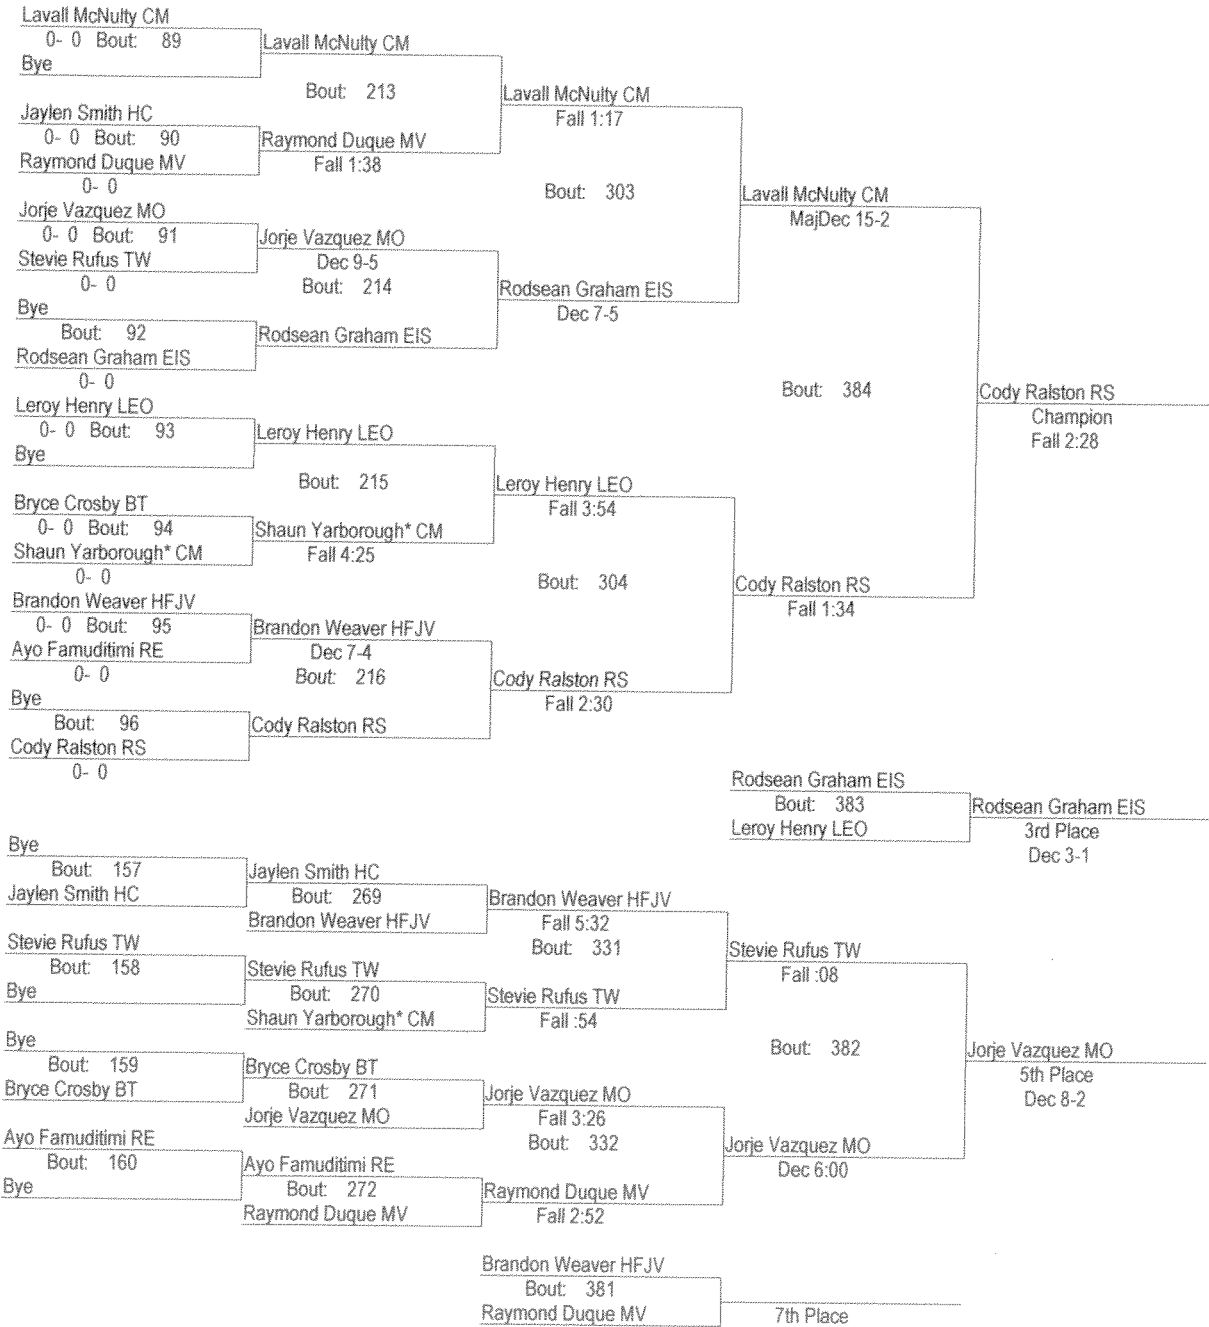 Lavall McNulty CM
0- 0 Bout: 89
Bye
Lavall McNulty CM
Bout: 213
Jaylen Smith HC
0- 0 Bout: 90
Raymond Duque MV
0- 0
Raymond Duque MV
Fall 1:38
Lavall McNulty CM
Fall 1:17
Bout: 303
Jorje Vazquez MO
0- 0 Bout: 91
Stevie Rufus TW
0- 0
Jorje Vazquez MO
Dec 9-5
Bout: 214
Bye
Bout: 92
Rodsean Graham EIS
0- 0
Rodsean Graham EIS
Rodsean Graham EIS
Dec 7-5
Lavall McNulty CM
MajDec 15-2
Bout: 384
Cody Ralston RS
Champion
Fall 2:28
Leroy Henry LEO
0- 0 Bout: 93
Bye
Leroy Henry LEO
Bout: 215
Bryce Crosby BT
0- 0 Bout: 94
Shaun Yarborough* CM
0- 0
Shaun Yarborough* CM
Fall 4:25
Leroy Henry LEO
Fall 3:54
Bout: 304
Brandon Weaver HFJV
0- 0 Bout: 95
Ayo Famuditimi RE
0- 0
Brandon Weaver HFJV
Dec 7-4
Bout: 216
Bye
Bout: 96
Cody Ralston RS
0- 0
Cody Ralston RS
Cody Ralston RS
Fall 2:30
Cody Ralston RS
Fall 1:34
Rodsean Graham EIS
Bout: 383
Leroy Henry LEO
Rodsean Graham EIS
3rd Place
Dec 3-1
Bye
Bout: 157
Jaylen Smith HC
Jaylen Smith HC
Bout: 269
Brandon Weaver HFJV
Brandon Weaver HFJV
Fall 5:32
Bout: 331
Stevie Rufus TW
Bout: 158
Bye
Stevie Rufus TW
Bout: 270
Shaun Yarborough* CM
Stevie Rufus TW
Fall :54
Stevie Rufus TW
Fall :08
Bout: 382
Jorje Vazquez MO
5th Place
Dec 8-2
Bye
Bout: 159
Bryce Crosby BT
Bryce Crosby BT
Bout: 271
Jorje Vazquez MO
Jorje Vazquez MO
Fall 3:26
Bout: 332
Ayo Famuditimi RE
Bout: 160
Bye
Ayo Famuditimi RE
Bout: 272
Raymond Duque MV
Raymond Duque MV
Fall 2:52
Jorje Vazquez MO
Dec 6:00
Brandon Weaver HFJV
Bout: 381
Raymond Duque MV
7th Place